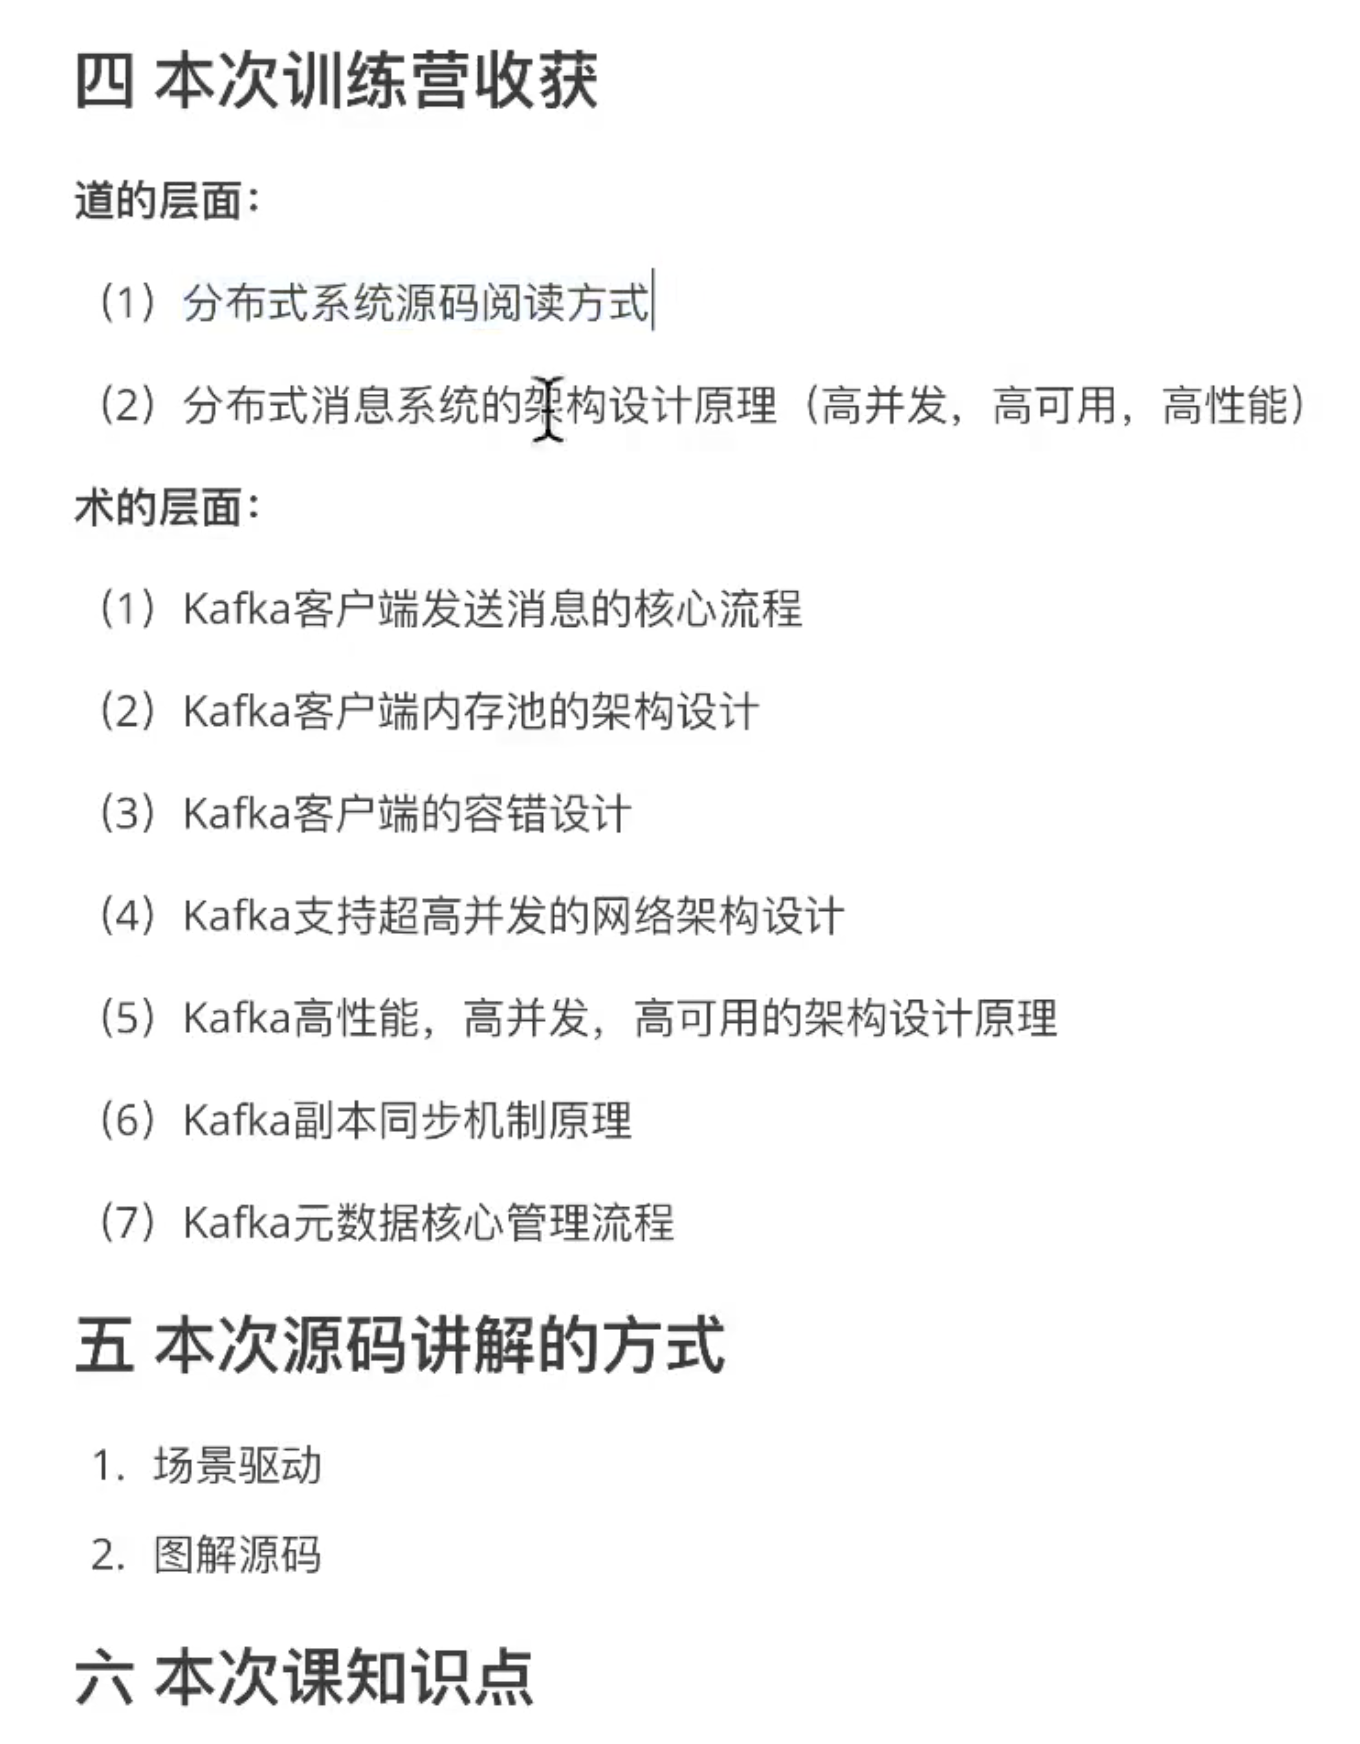 四 本次训练营收获
道的层面：
（1）分布式系统源码阅读方式
（2）分布式消息系统的架构设计原理（高并发，高可用，高性能）
术的层面：
（1）Kafka客户端发送消息的核心流程
（2）Kafka客户端内存池的架构设计
（3）Kafka客户端的容错设计
（4）Kafka支持超高并发的网络架构设计
（5）Kafka高性能，高并发，高可用的架构设计原理
（6）Kafka副本同步机制原理
（7）Kafka元数据核心管理流程
五 本次源码讲解的方式
1. 场景驱动
2. 图解源码
六 本次课知识点